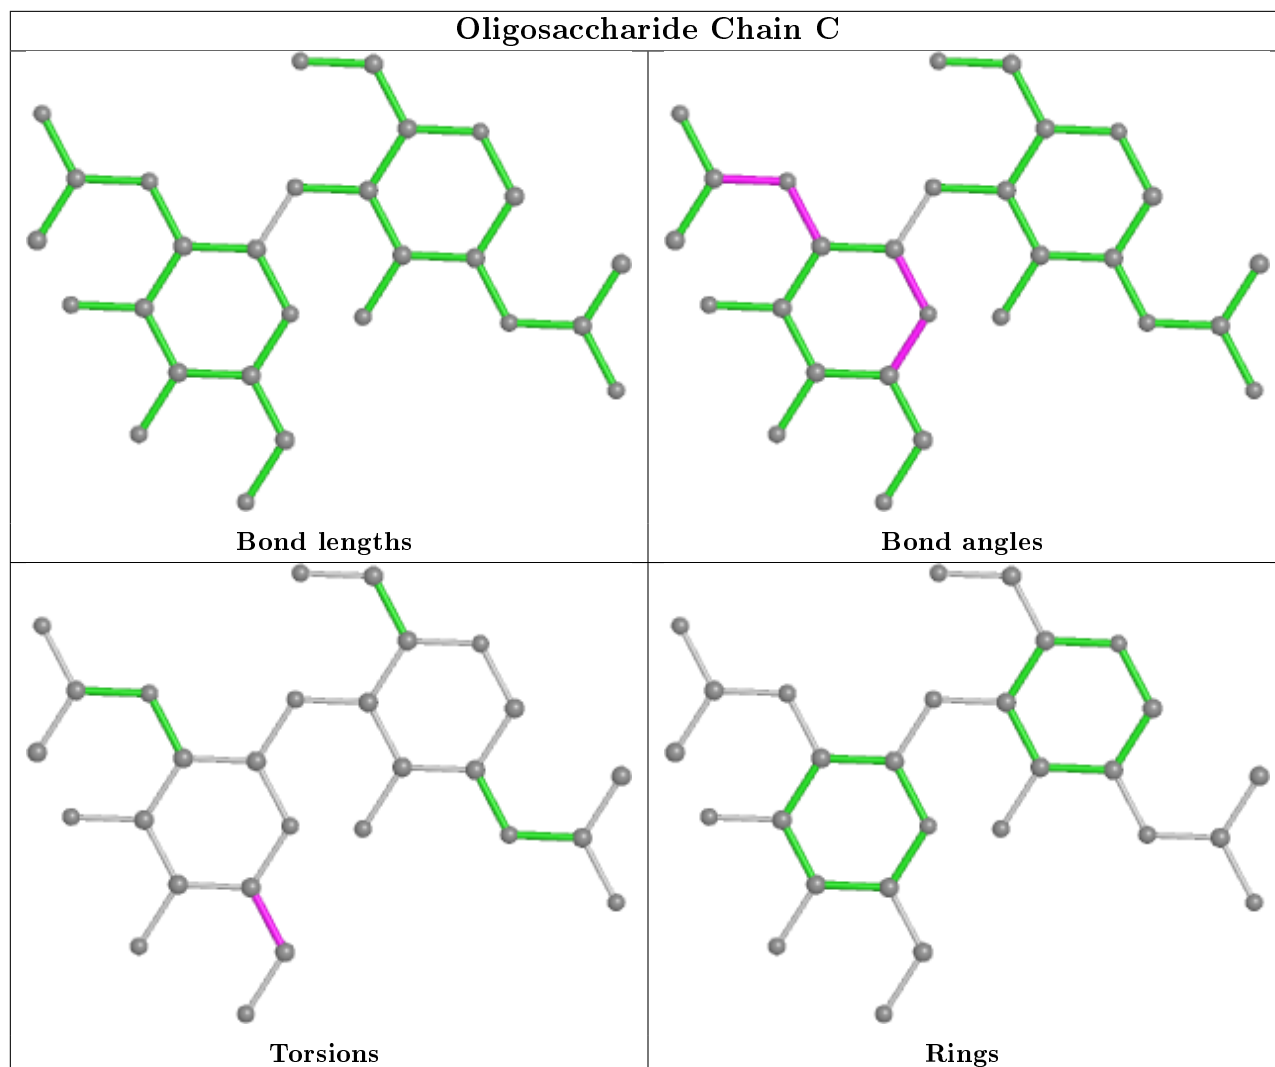 Oligosaccharide Chain C
Bond lengths
Bond angles
Torsions
Rings